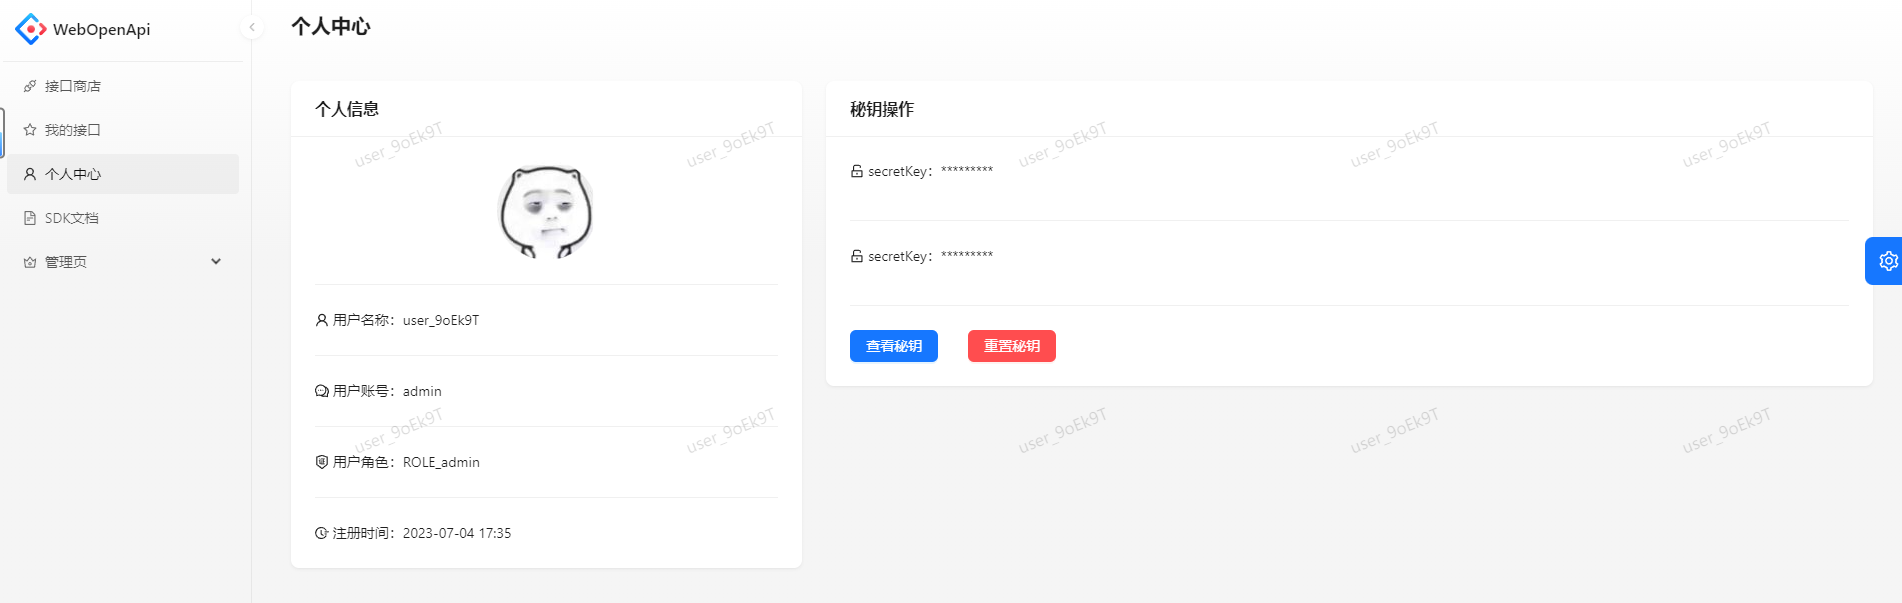 WebOpenApi
接口商店
我的接口
个人中心
SDK文档
管理页
个人中心
个人信息
用户名称：user_9oEk9T
用户账号：admin
用户角色：ROLE_admin
注册时间：2023-07-04 17:35
秘钥操作
secretKey：*********
secretKey：*********
查看秘钥
重置秘钥
user_9oEk9T
user_9oEk9T
user_9oEk9T
user_9oEk9T
user_9oEk9T
user_9oEk9T
user_9oEk9T
user_9oEk9T
user_9oEk9T
user_9oEk9T